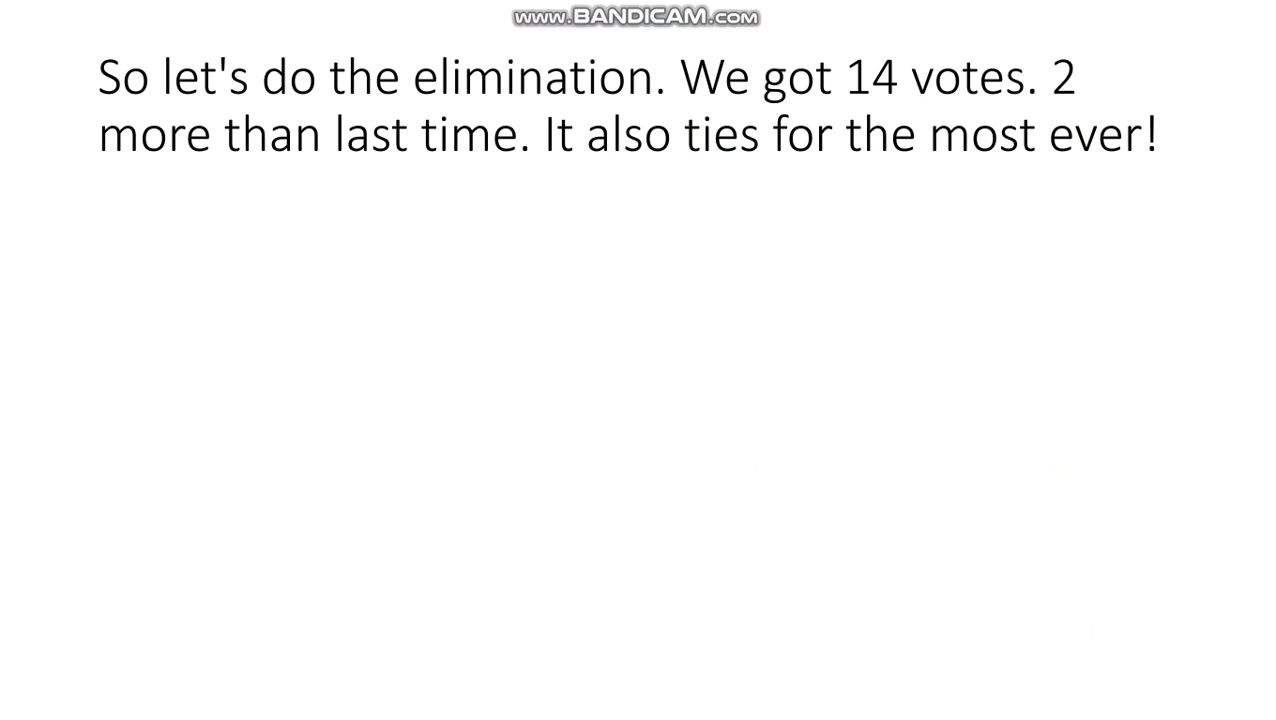 www.BANDICAM.com
So let's do the elimination. We got 14 votes. 2
more than last time. It also ties for the most ever!